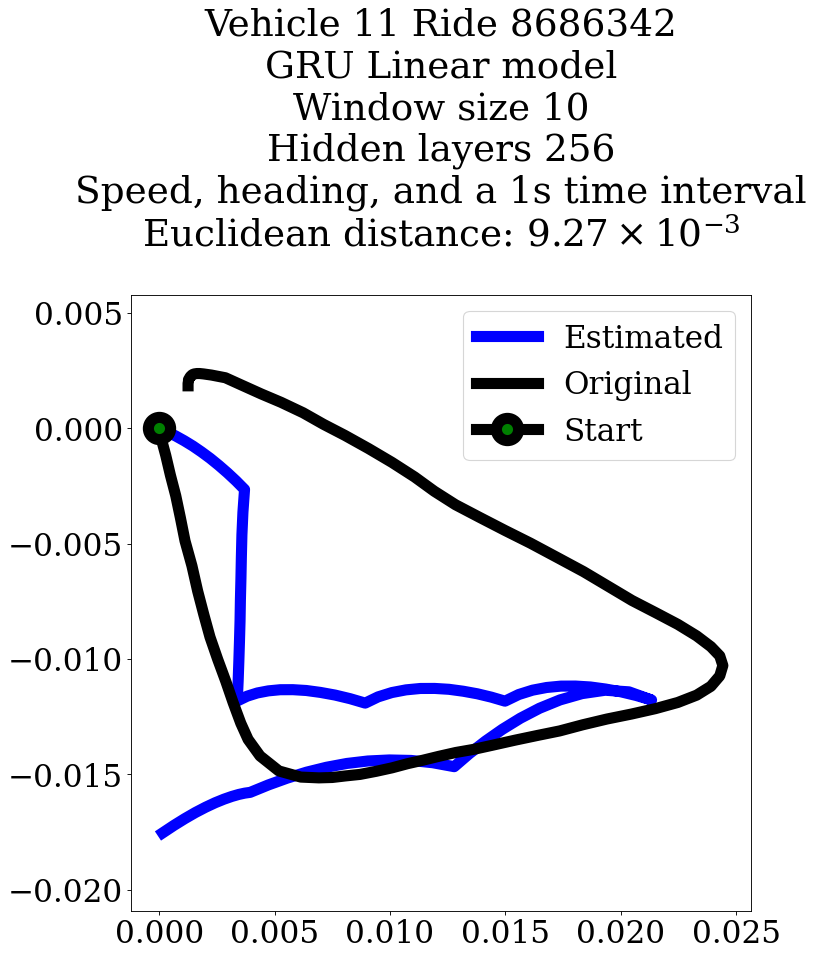 Vehicle 11 Ride 8686342
GRU Linear model
Window size 10
Hidden layers 256
Speed, heading, and a 1s time interval
Euclidean distance: 9.27 × 10⁻³
Estimated
Original
Start
0.005
0.000
−0.005
−0.010
−0.015
−0.020
0.000 0.005 0.010 0.015 0.020 0.025